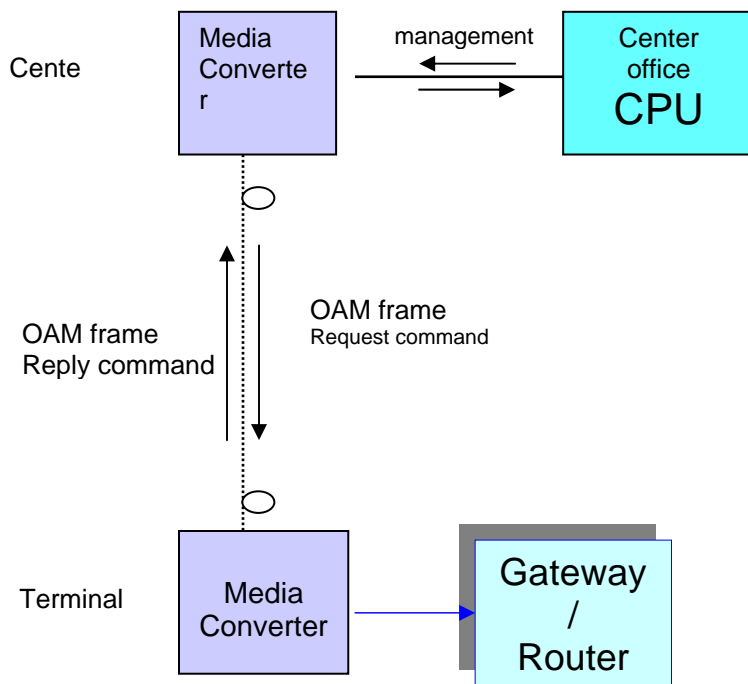 Cente
Media
Converte
r
management
Center
office
CPU
OAM frame
Reply command
OAM frame
Request command
Terminal
Media
Converter
Gateway
/
Router